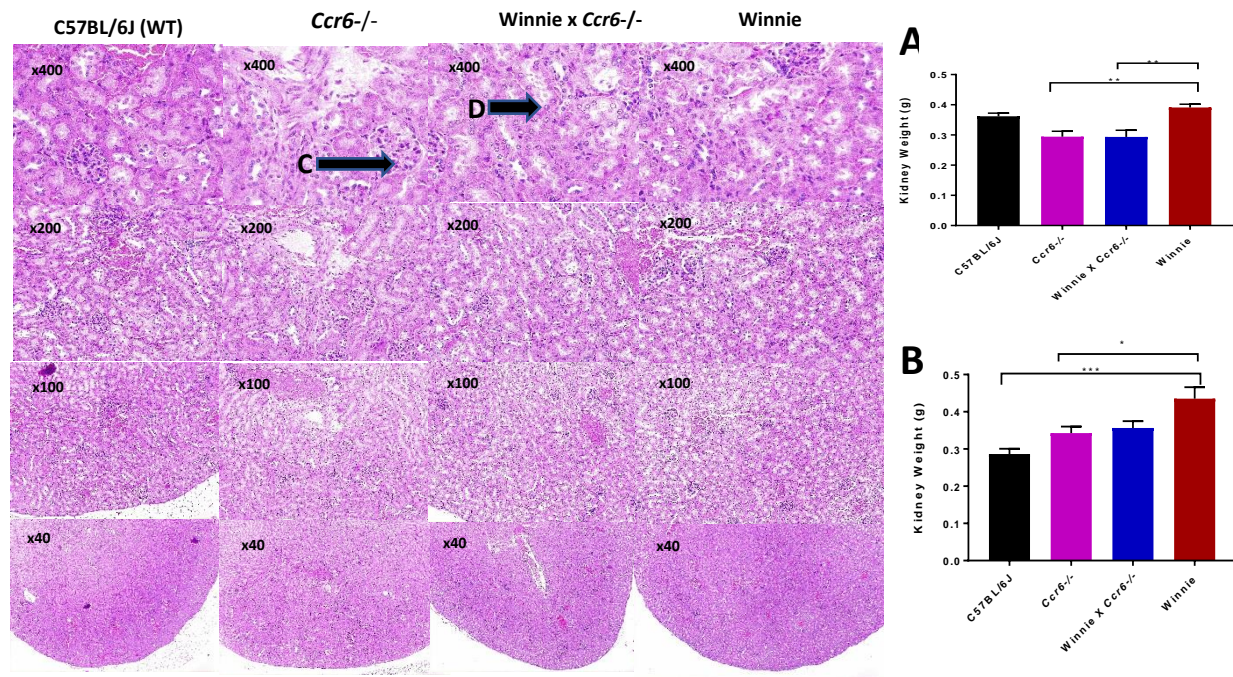 C57BL/6J (WT)
Ccr6-/-
Winnie x Ccr6-/-
Winnie
x400
x400
x400
x400
D
C
x200
x200
x200
x200
x100
x100
x100
x100
x40
x40
x40
x40
A
**
**
0.5
0.4
0.3
0.2
0.1
0.0
Kidney Weight (g)
C57BL/6J
Ccr6-/-
Winnie X Ccr6-/-
Winnie
B
*
***
0.5
0.4
0.3
0.2
0.1
0.0
Kidney Weight (g)
C57BL/6J
Ccr6-/-
Winnie X Ccr6-/-
Winnie